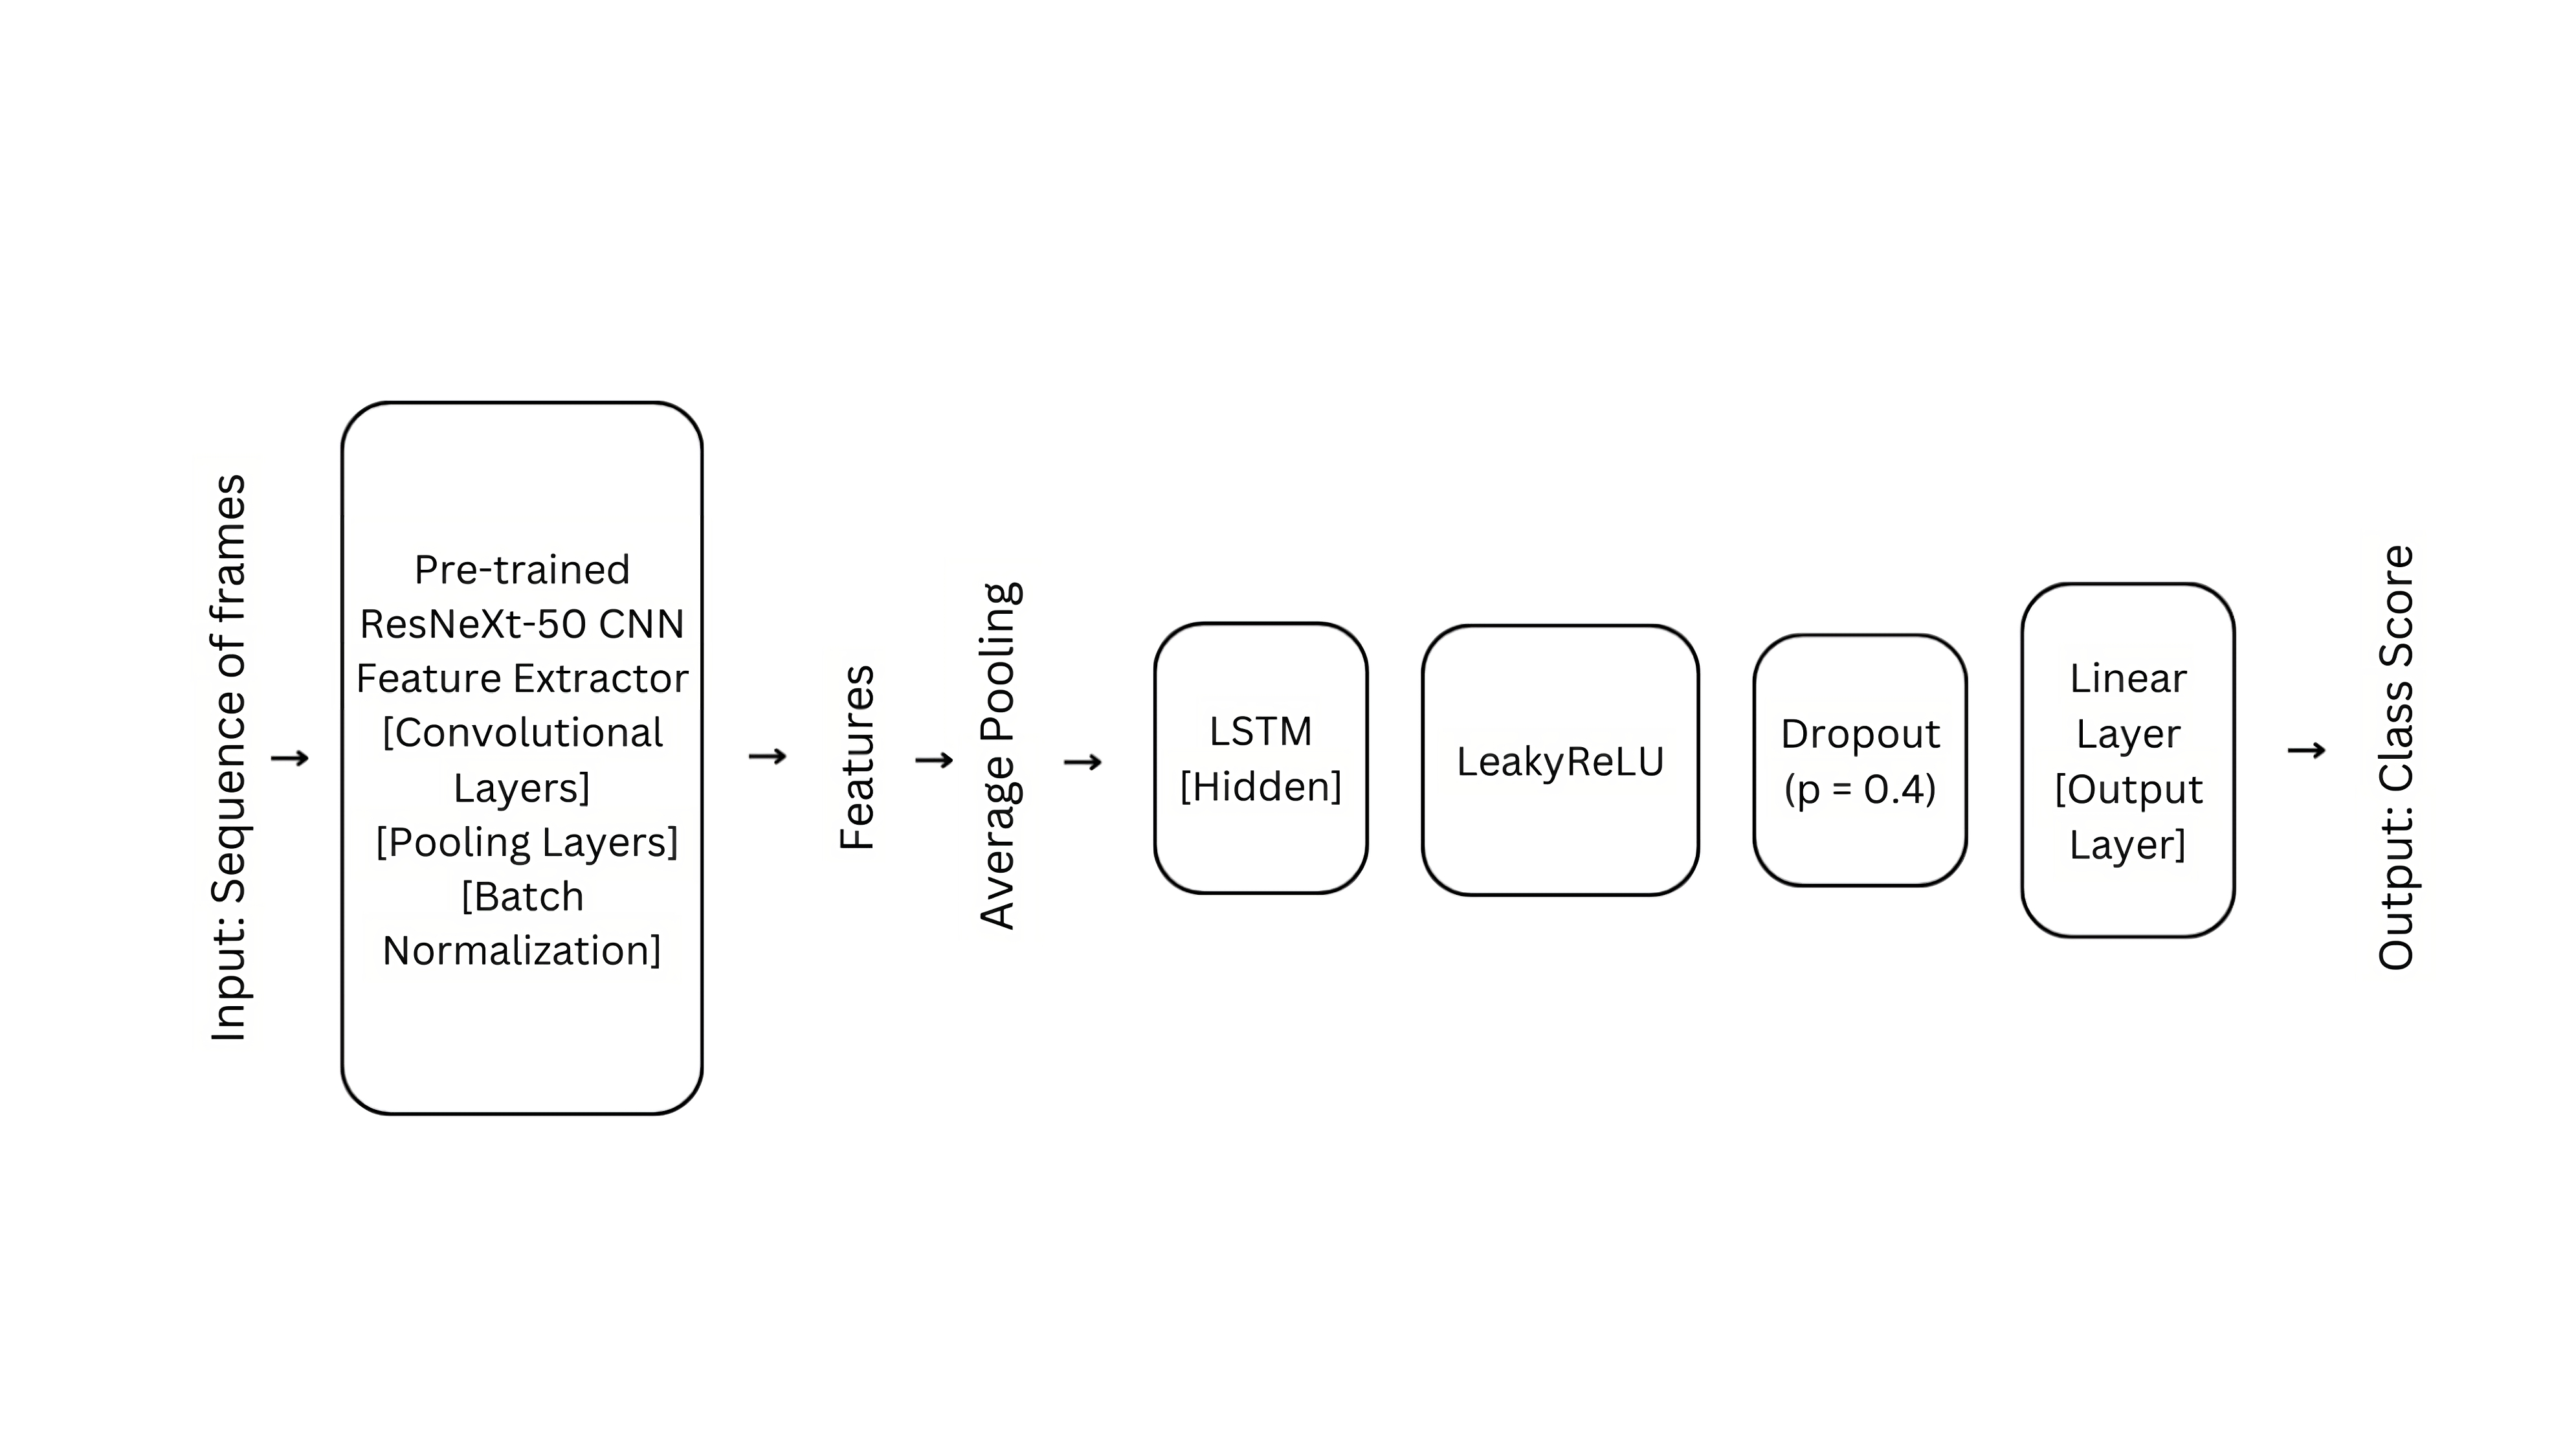 Input: Sequence of frames
Pre-trained
ResNeXt-50 CNN
Feature Extractor
[Convolutional
Layers]
[Pooling Layers]
[Batch
Normalization]
Features
Average Pooling
LSTM
[Hidden]
LeakyReLU
Dropout
(p = 0.4)
Linear
Layer
[Output
Layer]
Output: Class Score